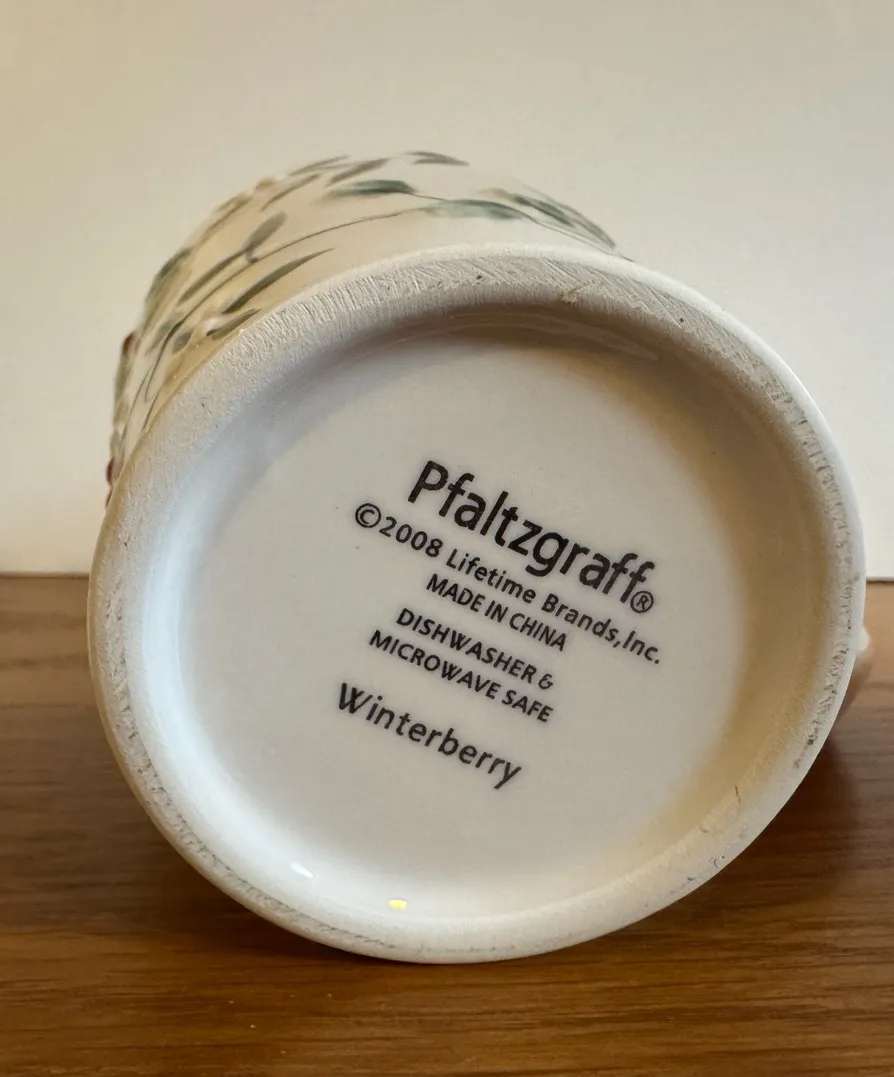 Pfaltzgraff®
©2008 Lifetime Brands,Inc.
MADE IN CHINA
DISHWASHER &
MICROWAVE SAFE
Winterberry